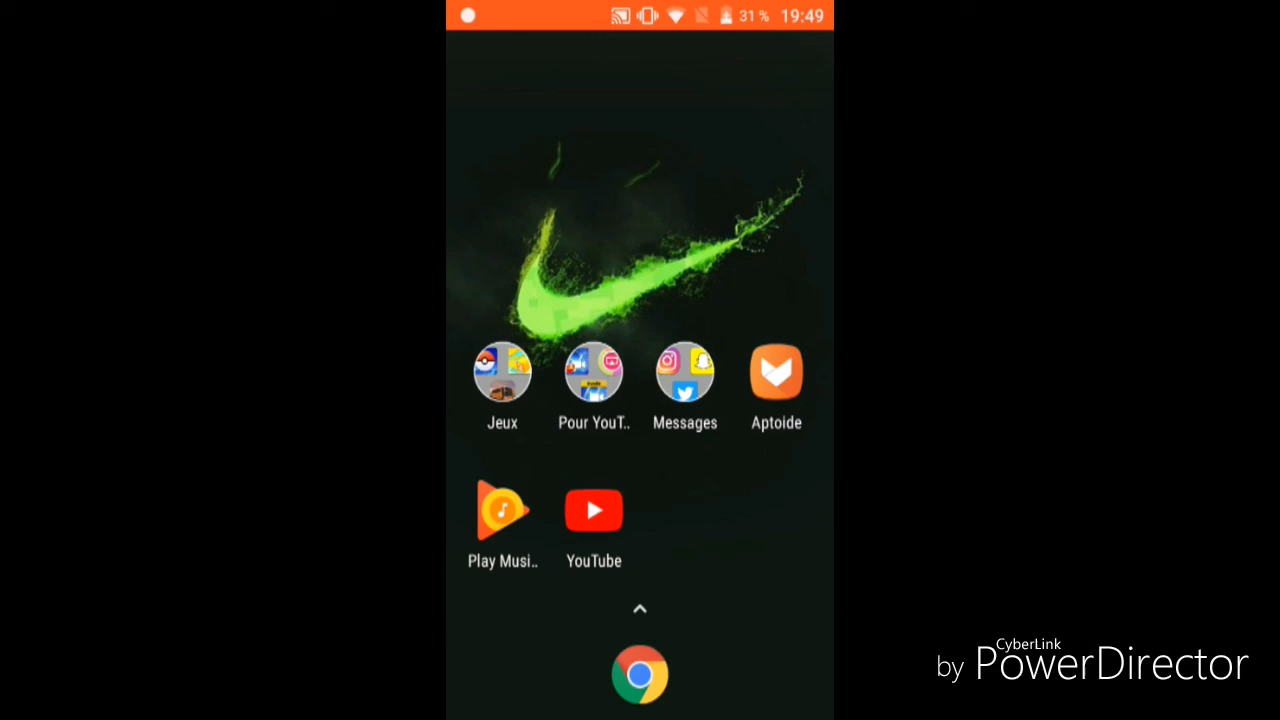 31 % 19:49
Jeux Pour YouT.. Messages Aptoide
Play Musi.. YouTube
CyberLink
by PowerDirector